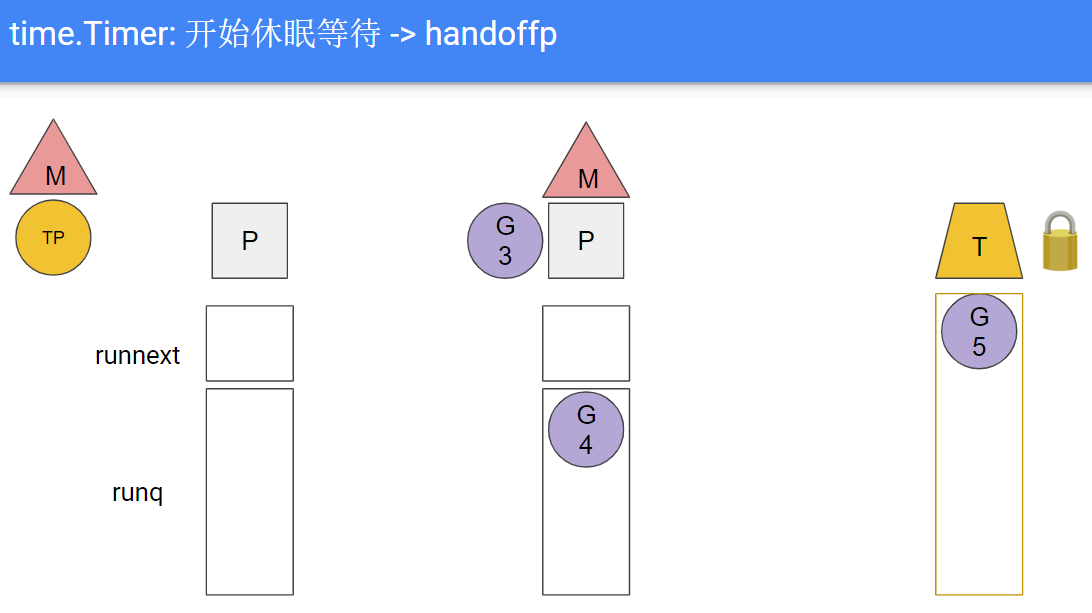 time.Timer: 开始休眠等待 -> handoffp
M
M
TP
P
G
3
P
T
G
5
runnext
G
4
runq